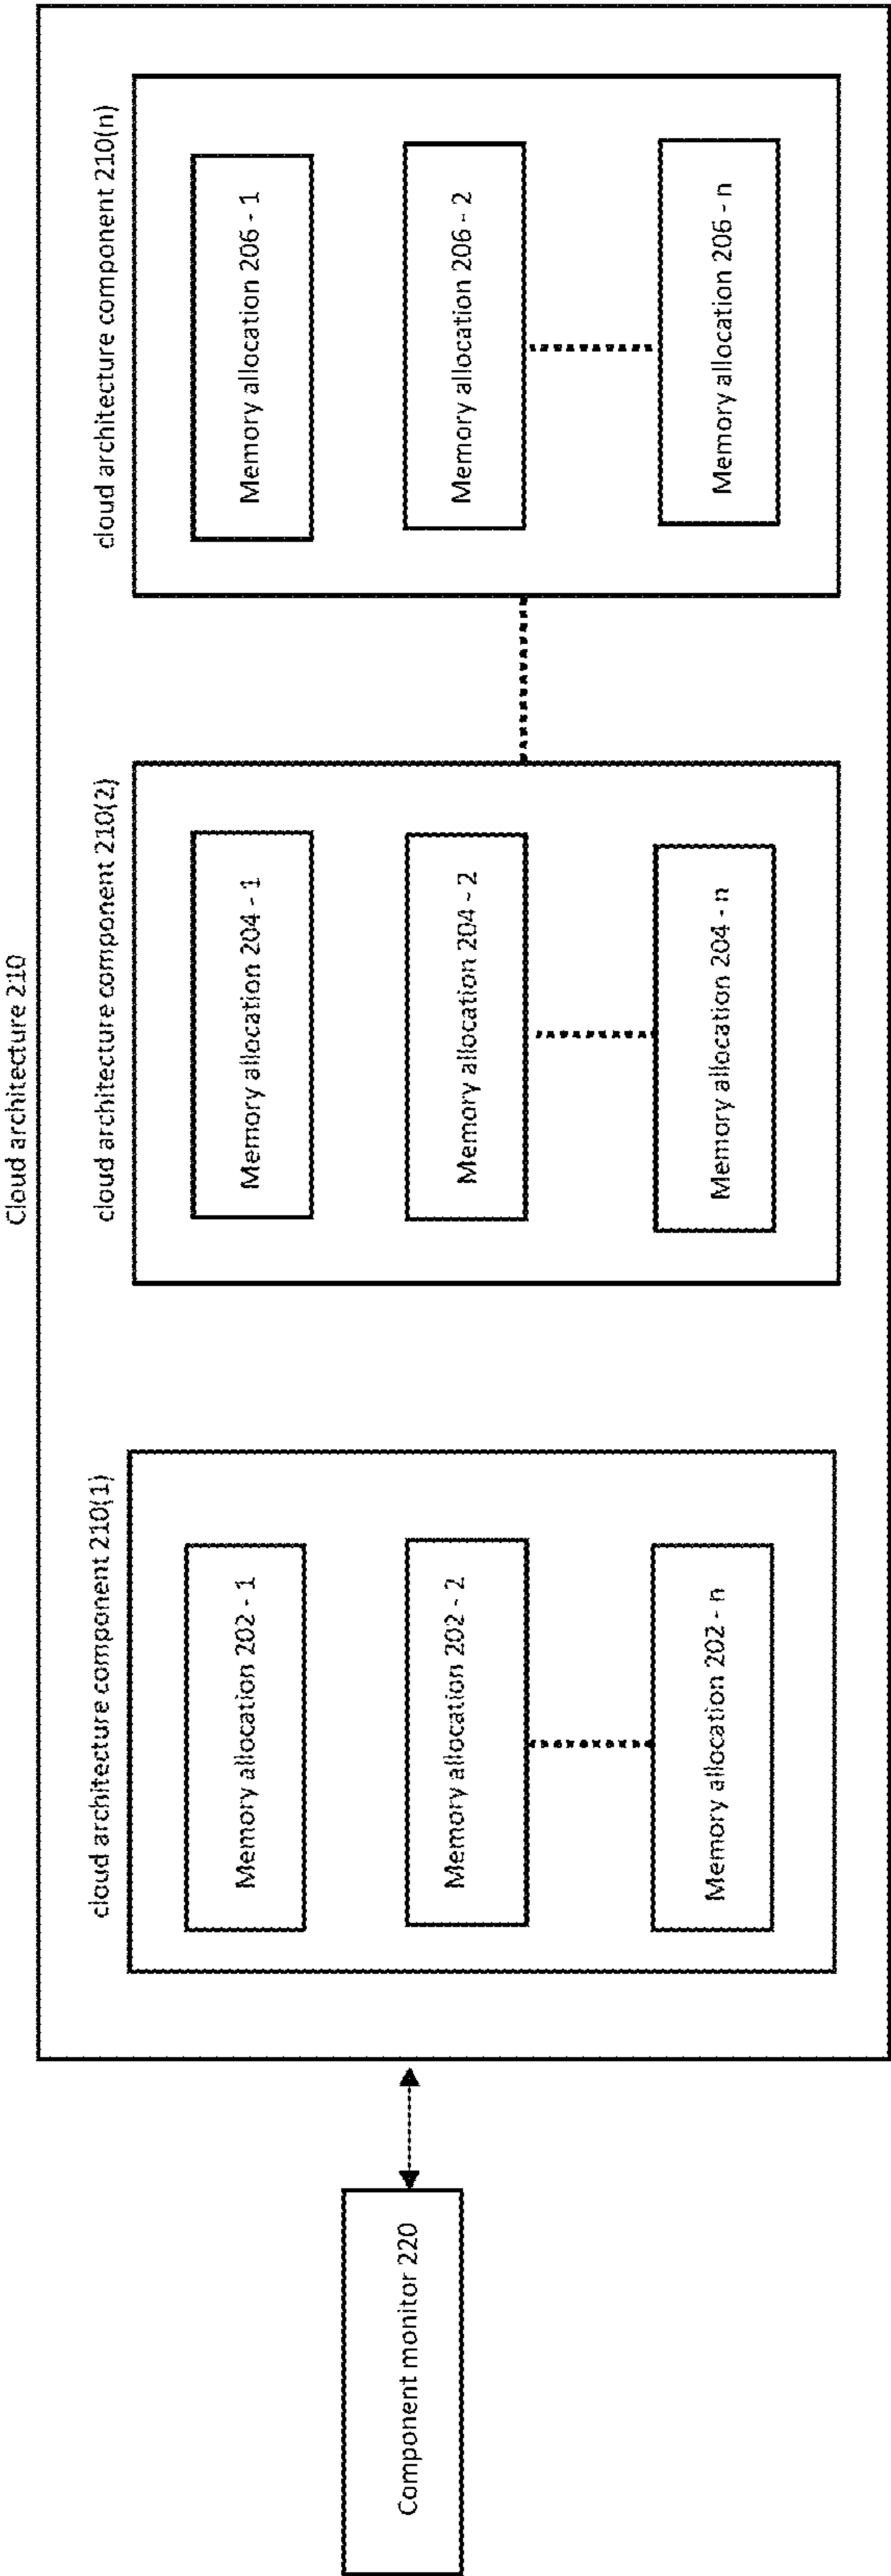 Cloud architecture 210
Component monitor 220
cloud architecture component 210(1)
Memory allocation 202 - 1
Memory allocation 202 - 2
Memory allocation 202 - n
cloud architecture component 210(2)
Memory allocation 204 - 1
Memory allocation 204 - 2
Memory allocation 204 - n
cloud architecture component 210(n)
Memory allocation 206 - 1
Memory allocation 206 - 2
Memory allocation 206 - n